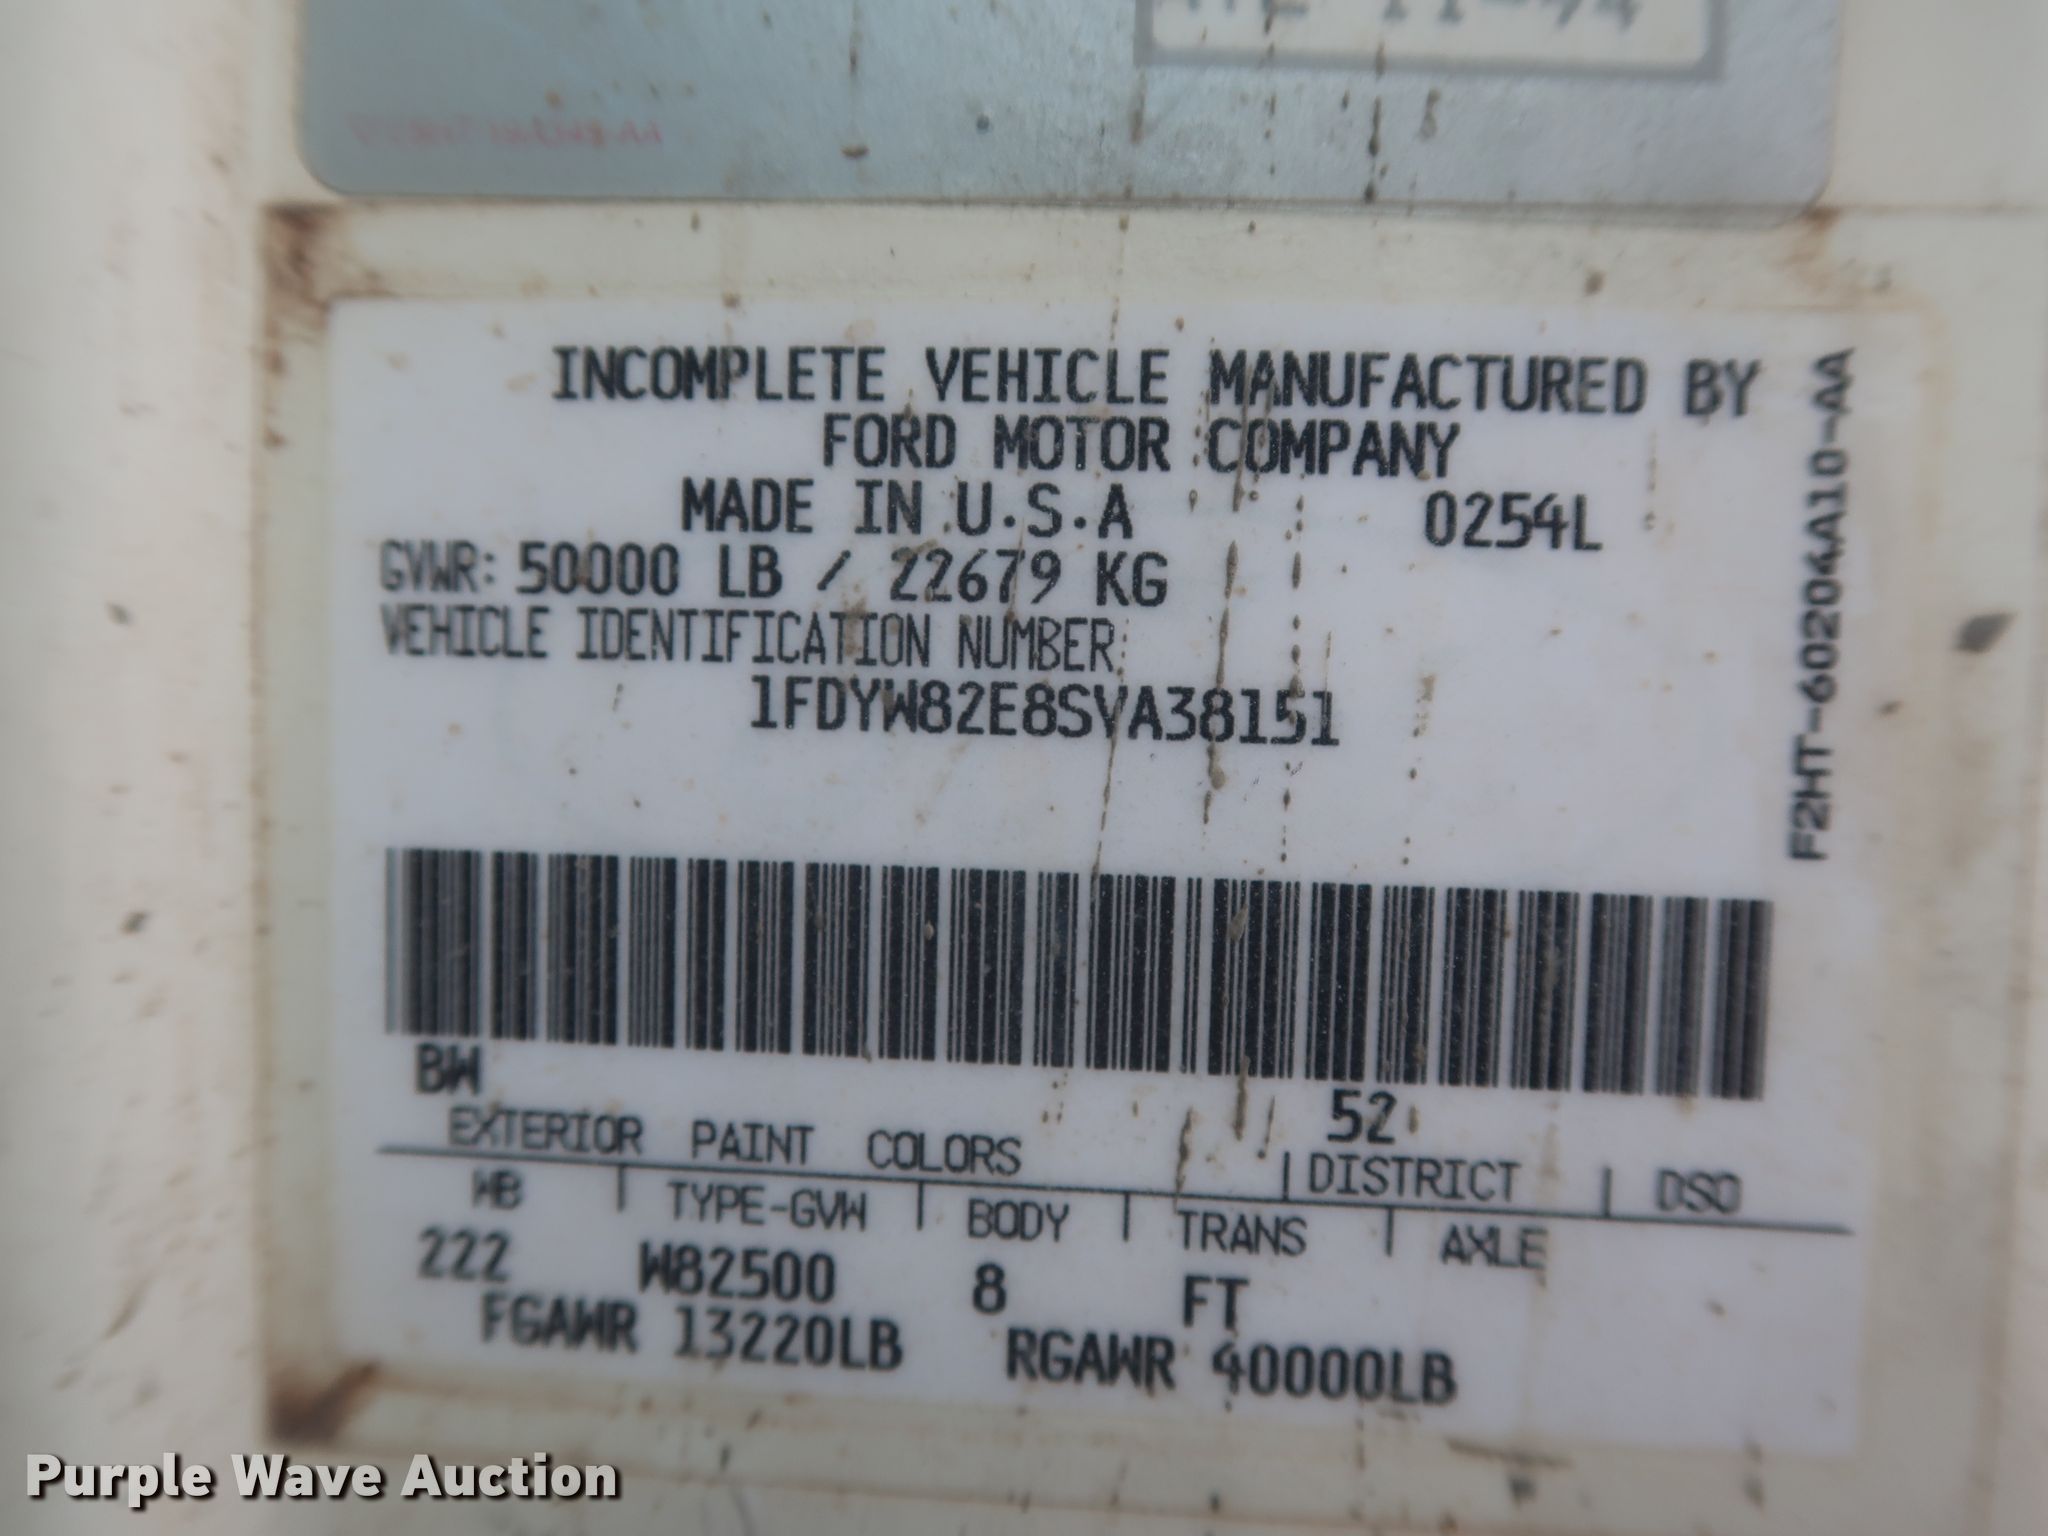 11-94
INCOMPLETE VEHICLE MANUFACTURED BY
FORD MOTOR COMPANY
MADE IN U.S.A 0254L
GVWR: 50000 LB / 22679 KG
VEHICLE IDENTIFICATION NUMBER:
1FDYW82E8SVA38151
F2HT-60204A10-AA
BW 52
EXTERIOR PAINT COLORS DISTRICT DSO
WB TYPE-GVW BODY TRANS AXLE
222 W82500 8 FT
FGAWR 13220LB RGAWR 40000LB
Purple Wave Auction